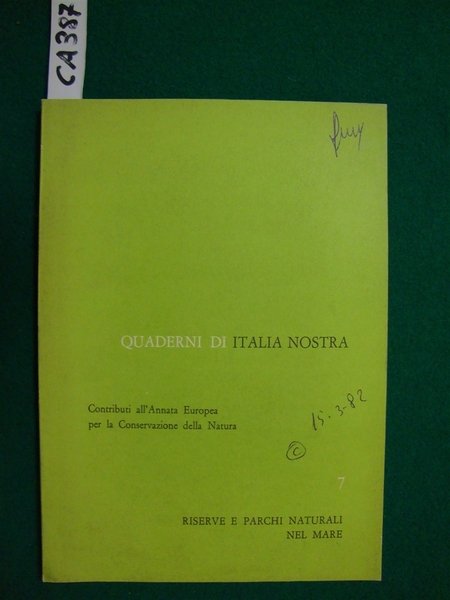 CA387
QUADERNI DI ITALIA NOSTRA
Contributi all'Annata Europea
per la Conservazione della Natura
15.3-82
C
7
RISERVE E PARCHI NATURALI
NEL MARE